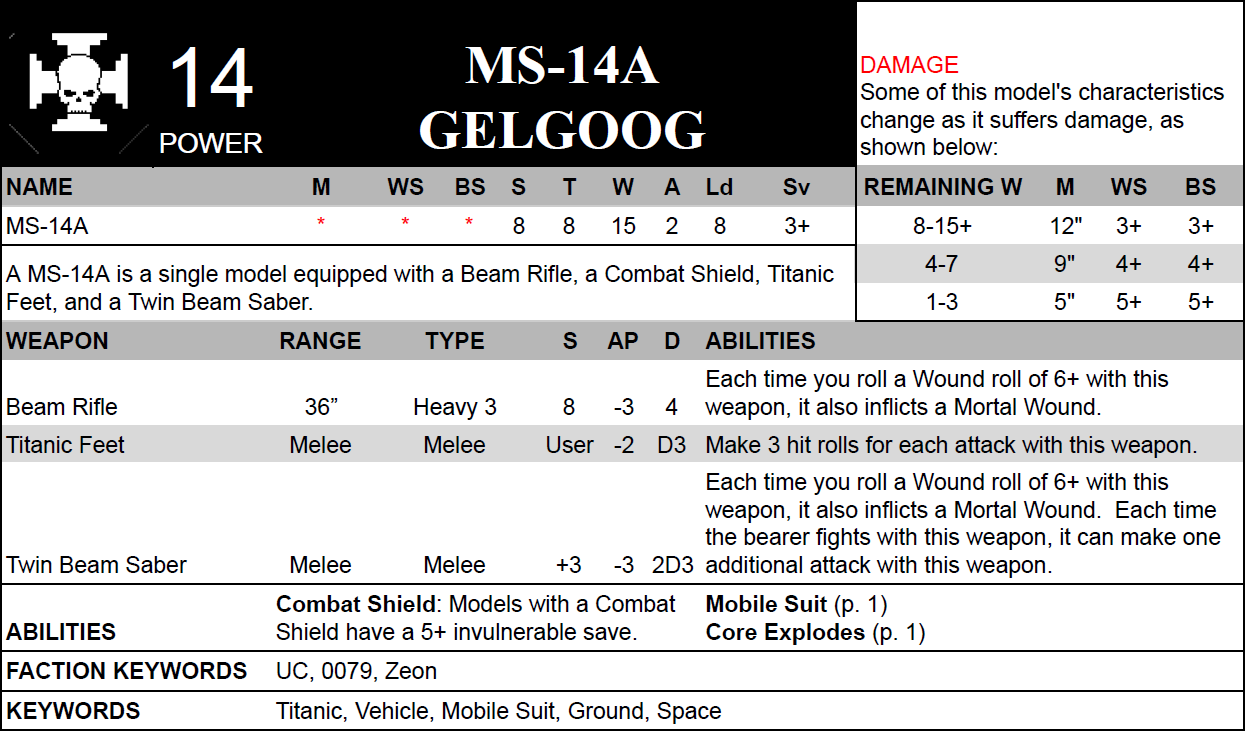 14
POWER
MS-14A
GELGOOG
DAMAGE
Some of this model's characteristics
change as it suffers damage, as
shown below:
NAME M WS BS S T W A Ld Sv
MS-14A * * * 8 8 15 2 8 3+
A MS-14A is a single model equipped with a Beam Rifle, a Combat Shield, Titanic
Feet, and a Twin Beam Saber.
REMAINING W M WS BS
8-15+ 12" 3+ 3+
4-7 9" 4+ 4+
1-3 5" 5+ 5+
WEAPON RANGE TYPE S AP D ABILITIES
Each time you roll a Wound roll of 6+ with this
Beam Rifle 36” Heavy 3 8 -3 4 weapon, it also inflicts a Mortal Wound.
Titanic Feet Melee Melee User -2 D3 Make 3 hit rolls for each attack with this weapon.
Each time you roll a Wound roll of 6+ with this
weapon, it also inflicts a Mortal Wound.  Each time
the bearer fights with this weapon, it can make one
Twin Beam Saber Melee Melee +3 -3 2D3 additional attack with this weapon.
Combat Shield: Models with a Combat Mobile Suit (p. 1)
ABILITIES Shield have a 5+ invulnerable save. Core Explodes (p. 1)
FACTION KEYWORDS UC, 0079, Zeon
KEYWORDS Titanic, Vehicle, Mobile Suit, Ground, Space